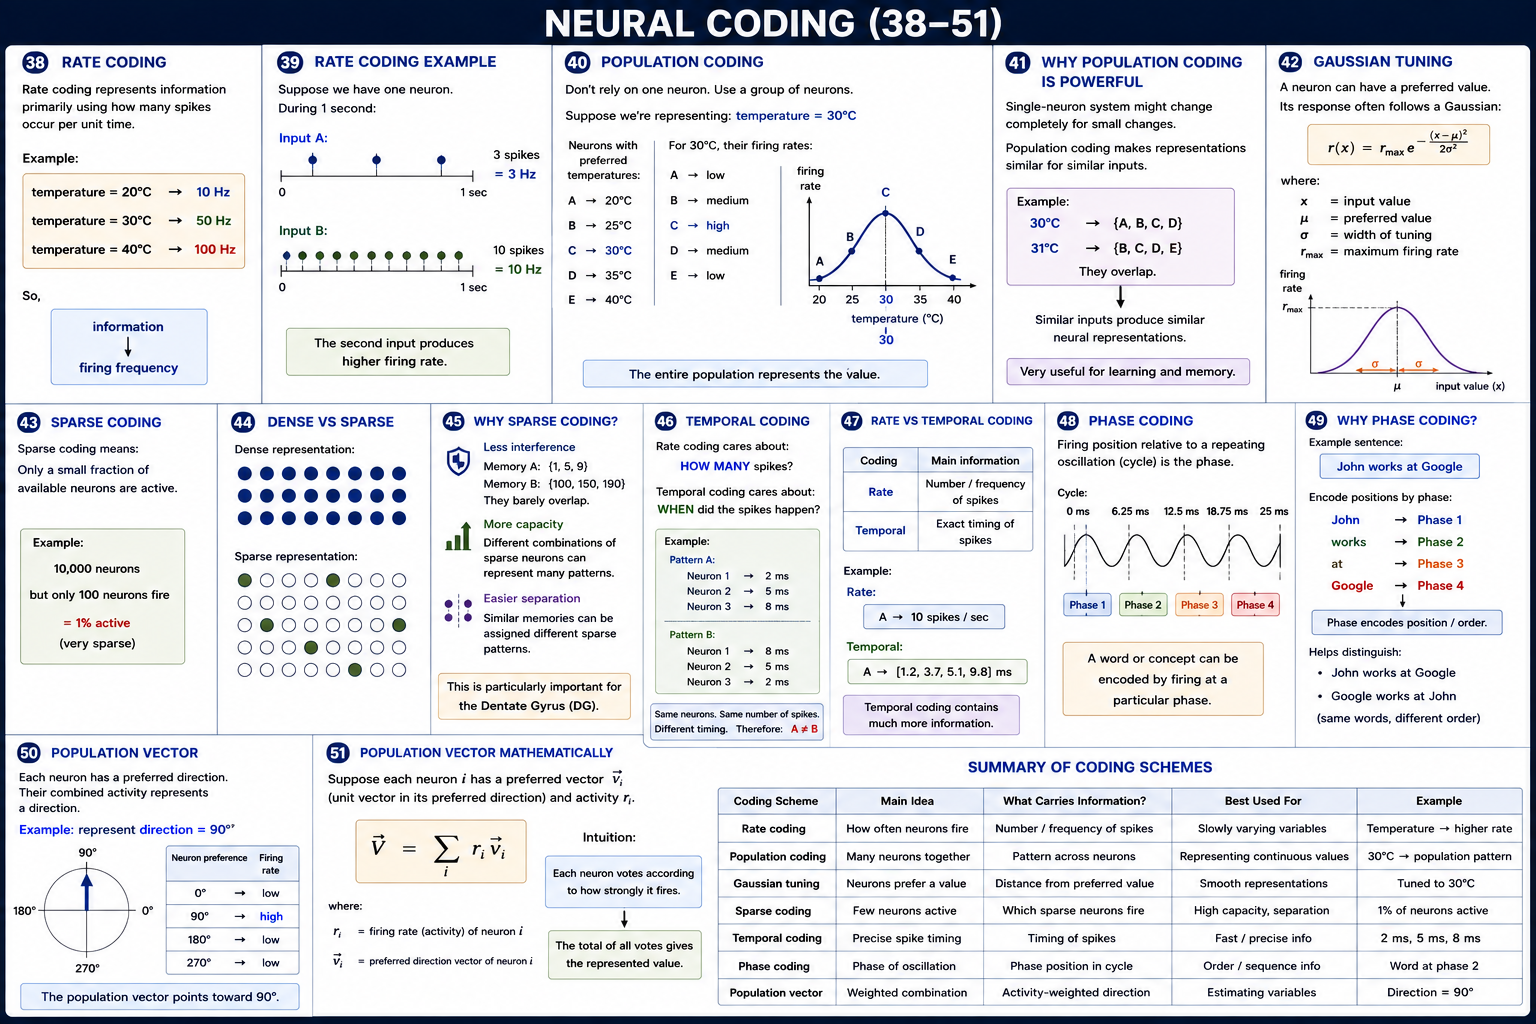 NEURAL CODING (38–51)
38 RATE CODING
Rate coding represents information
primarily using how many spikes
occur per unit time.
Example:
temperature = 20°C → 10 Hz
temperature = 30°C → 50 Hz
temperature = 40°C → 100 Hz
So,
information
↓
firing frequency
39 RATE CODING EXAMPLE
Suppose we have one neuron.
During 1 second:
Input A:
3 spikes
= 3 Hz
0 1 sec
Input B:
10 spikes
= 10 Hz
0 1 sec
The second input produces
higher firing rate.
40 POPULATION CODING
Don't rely on one neuron. Use a group of neurons.
Suppose we're representing: temperature = 30°C
Neurons with
preferred
temperatures:
A → 20°C
B → 25°C
C → 30°C
D → 35°C
E → 40°C
For 30°C, their firing rates:
A → low
B → medium
C → high
D → medium
E → low
firing
rate
A B C D E
20 25 30 35 40
temperature (°C)
30
The entire population represents the value.
41 WHY POPULATION CODING
IS POWERFUL
Single-neuron system might change
completely for small changes.
Population coding makes representations
similar for similar inputs.
Example:
30°C → {A, B, C, D}
31°C → {B, C, D, E}
They overlap.
Similar inputs produce similar
neural representations.
Very useful for learning and memory.
42 GAUSSIAN TUNING
A neuron can have a preferred value.
Its response often follows a Gaussian:
r(x) = r_max e^{−(x−μ)²/2σ²}
where:
x = input value
μ = preferred value
σ = width of tuning
r_max = maximum firing rate
firing
rate
r_max
σ σ
μ input value (x)
43 SPARSE CODING
Sparse coding means:
Only a small fraction of
available neurons are active.
Example:
10,000 neurons
but only 100 neurons fire
= 1% active
(very sparse)
44 DENSE VS SPARSE
Dense representation:
Sparse representation:
45 WHY SPARSE CODING?
Less interference
Memory A: {1, 5, 9}
Memory B: {100, 150, 190}
They barely overlap.
More capacity
Different combinations of
sparse neurons can
represent many patterns.
Easier separation
Similar memories can be
assigned different sparse
patterns.
This is particularly important for
the Dentate Gyrus (DG).
46 TEMPORAL CODING
Rate coding cares about:
HOW MANY spikes?
Temporal coding cares about:
WHEN did the spikes happen?
Example:
Pattern A:
Neuron 1 → 2 ms
Neuron 2 → 5 ms
Neuron 3 → 8 ms
Pattern B:
Neuron 1 → 8 ms
Neuron 2 → 5 ms
Neuron 3 → 2 ms
Same neurons. Same number of spikes.
Different timing. Therefore: A ≠ B
47 RATE VS TEMPORAL CODING
Coding Main information
Rate Number / frequency
of spikes
Temporal Exact timing of
spikes
Example:
Rate:
A → 10 spikes / sec
Temporal:
A → [1.2, 3.7, 5.1, 9.8] ms
Temporal coding contains
much more information.
48 PHASE CODING
Firing position relative to a repeating
oscillation (cycle) is the phase.
Cycle:
0 ms 6.25 ms 12.5 ms 18.75 ms 25 ms
Phase 1 Phase 2 Phase 3 Phase 4
A word or concept can be
encoded by firing at a
particular phase.
49 WHY PHASE CODING?
Example sentence:
John works at Google
Encode positions by phase:
John → Phase 1
works → Phase 2
at → Phase 3
Google → Phase 4
Phase encodes position / order.
Helps distinguish:
• John works at Google
• Google works at John
(same words, different order)
50 POPULATION VECTOR
Each neuron has a preferred direction.
Their combined activity represents
a direction.
Example: represent direction = 90°'
90°
180° 0°
270°
Neuron preference Firing
rate
0° → low
90° → high
180° → low
270° → low
The population vector points toward 90°.
51 POPULATION VECTOR MATHEMATICALLY
Suppose each neuron i has a preferred vector v⃗ᵢ
(unit vector in its preferred direction) and activity rᵢ.
V⃗ = ∑ᵢ rᵢ v⃗ᵢ
where:
rᵢ = firing rate (activity) of neuron i
v⃗ᵢ = preferred direction vector of neuron i
Intuition:
Each neuron votes according
to how strongly it fires.
The total of all votes gives
the represented value.
SUMMARY OF CODING SCHEMES
Coding Scheme Main Idea What Carries Information? Best Used For Example
Rate coding How often neurons fire Number / frequency of spikes Slowly varying variables Temperature → higher rate
Population coding Many neurons together Pattern across neurons Representing continuous values 30°C → population pattern
Gaussian tuning Neurons prefer a value Distance from preferred value Smooth representations Tuned to 30°C
Sparse coding Few neurons active Which sparse neurons fire High capacity, separation 1% of neurons active
Temporal coding Precise spike timing Timing of spikes Fast / precise info 2 ms, 5 ms, 8 ms
Phase coding Phase of oscillation Phase position in cycle Order / sequence info Word at phase 2
Population vector Weighted combination Activity-weighted direction Estimating variables Direction = 90°